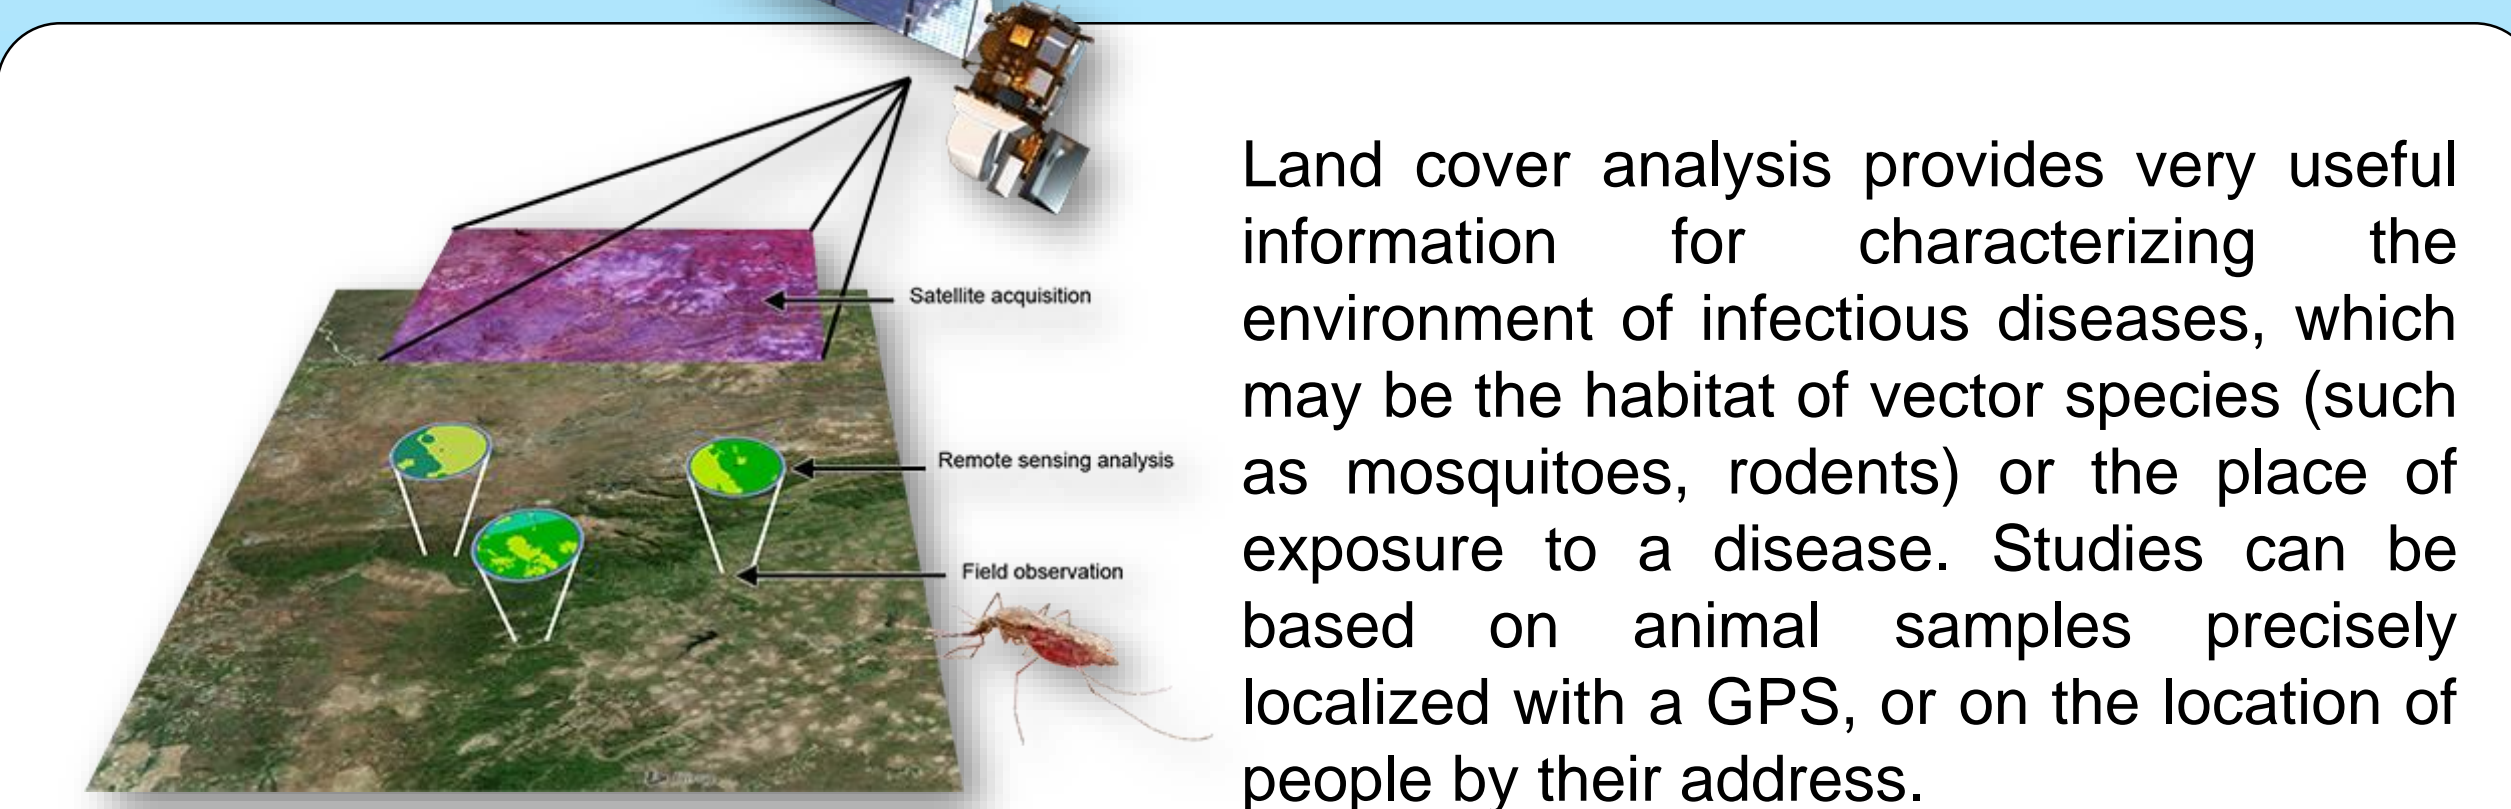 Satellite acquisition
Remote sensing analysis
Field observation
Land cover analysis provides very useful
information for characterizing the
environment of infectious diseases, which
may be the habitat of vector species (such
as mosquitoes, rodents) or the place of
exposure to a disease. Studies can be
based on animal samples precisely
localized with a GPS, or on the location of
people by their address.